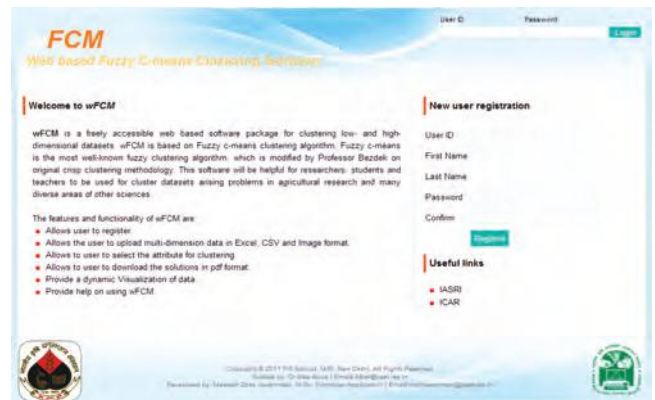 User ID Password
Login
FCM
Web based Fuzzy C-means Clustering Software
Welcome to wFCM
wFCM is a freely accessible web based software package for clustering low- and high-
dimensional datasets. wFCM is based on Fuzzy c-means clustering algorithm. Fuzzy c-means
is the most well-known fuzzy clustering algorithm, which is modified by Professor Bezdek on
original crisp clustering methodology. This software will be helpful for researchers, students and
teachers to be used for cluster datasets arising problems in agricultural research and many
diverse areas of other sciences.
The features and functionality of wFCM are:
Allows user to register
Allows the user to upload multi-dimension data in Excel, CSV and Image format.
Allows to user to select the attribute for clustering
Allows to user to download the solutions in pdf format
Provide a dynamic Visualization of data
Provide help on using wFCM
New user registration
User ID
First Name
Last Name
Password
Confirm
Register
Useful links
IASRI
ICAR
All Rights Reserved